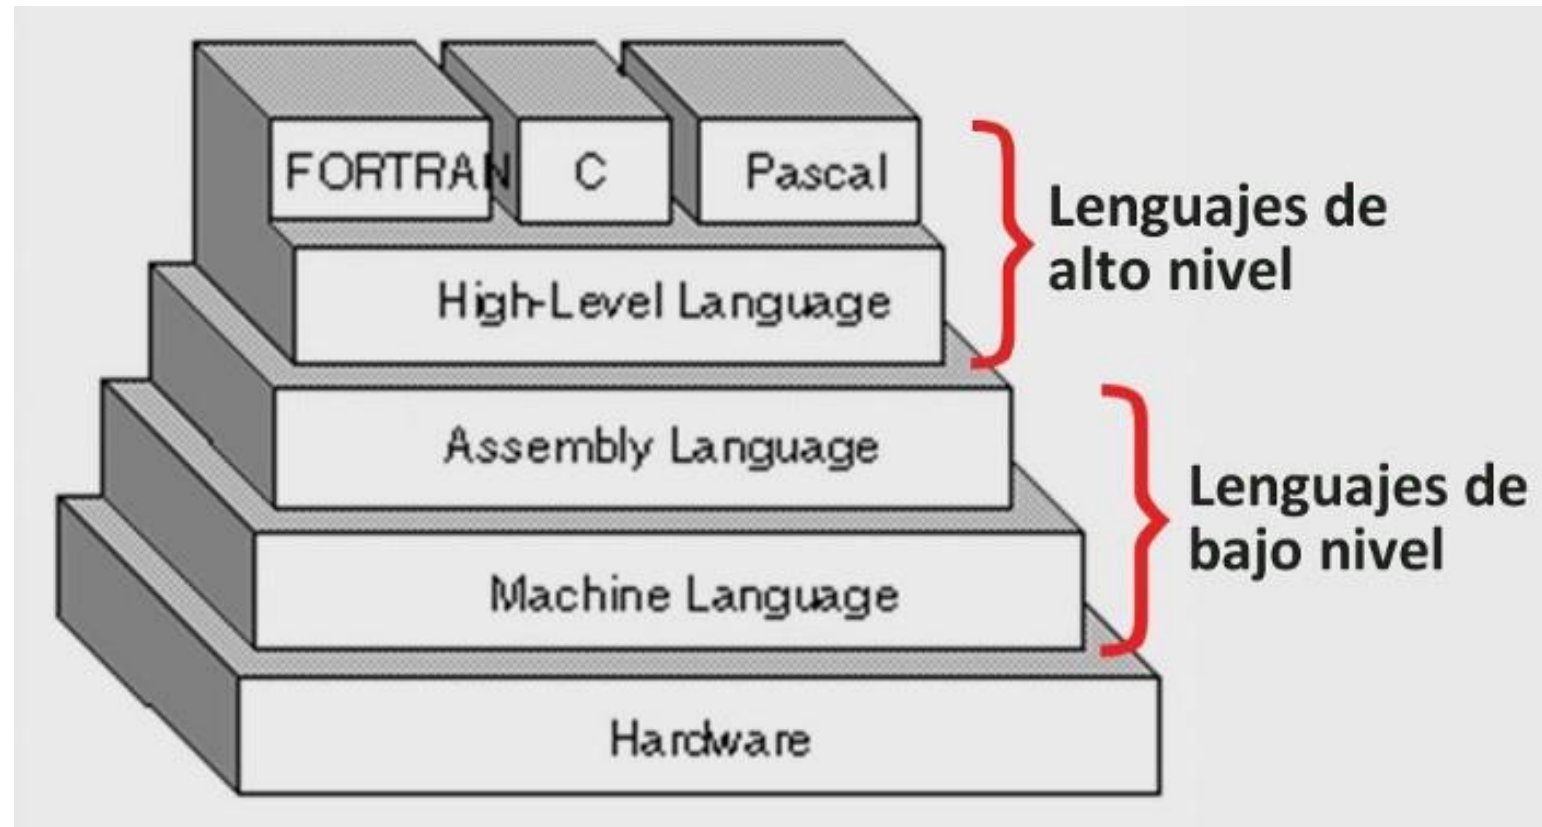 FORTRAN
C
Pascal
Lenguajes de
alto nivel
High-Level Language
Assembly Language
Lenguajes de
bajo nivel
Machine Language
Hardware